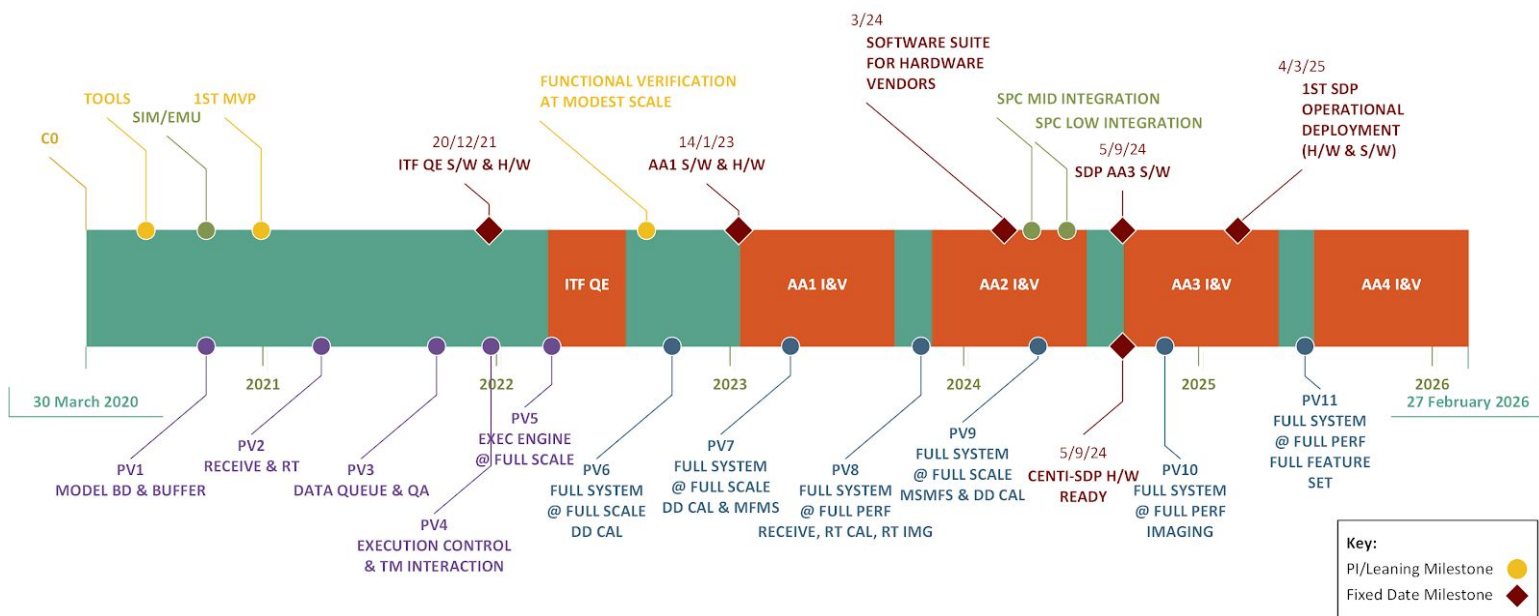 C0
TOOLS
SIM/EMU
1ST MVP
20/12/21
ITF QE S/W & H/W
FUNCTIONAL VERIFICATION
AT MODEST SCALE
14/1/23
AA1 S/W & H/W
3/24
SOFTWARE SUITE
FOR HARDWARE
VENDORS
SPC MID INTEGRATION
SPC LOW INTEGRATION
5/9/24
SDP AA3 S/W
4/3/25
1ST SDP
OPERATIONAL
DEPLOYMENT
(H/W & S/W)
ITF QE
AA1 I&V
AA2 I&V
AA3 I&V
AA4 I&V
2021
2022
2023
2024
2025
2026
30 March 2020
27 February 2026
PV1
MODEL BD & BUFFER
PV2
RECEIVE & RT
PV3
DATA QUEUE & QA
PV4
EXECUTION CONTROL
& TM INTERACTION
PV5
EXEC ENGINE
@ FULL SCALE
PV6
FULL SYSTEM
@ FULL SCALE
DD CAL
PV7
FULL SYSTEM
@ FULL SCALE
DD CAL & MFMS
PV8
FULL SYSTEM
@ FULL PERF
RECEIVE, RT CAL, RT IMG
PV9
FULL SYSTEM
@ FULL SCALE
MSMFS & DD CAL
5/9/24
CENTI-SDP H/W
READY
PV10
FULL SYSTEM
@ FULL PERF
IMAGING
PV11
FULL SYSTEM
@ FULL PERF
FULL FEATURE
SET
Key:
PI/Leaning Milestone
Fixed Date Milestone